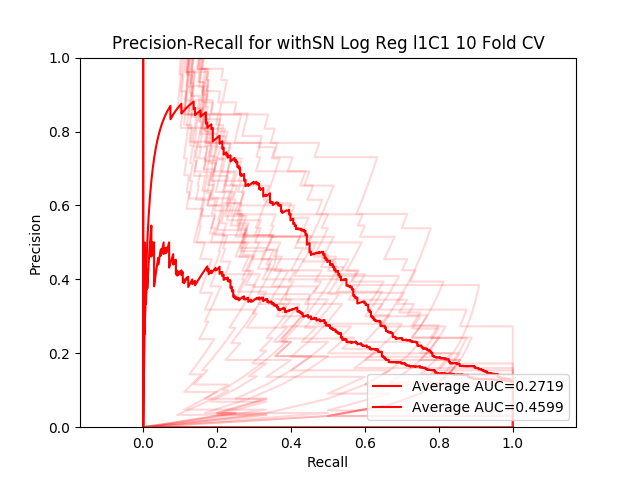 Precision-Recall for withSN Log Reg l1C1 10 Fold CV
1.0
0.8
0.6
0.4
0.2
0.0
Precision
0.0 0.2 0.4 0.6 0.8 1.0
Recall
Average AUC=0.2719
Average AUC=0.4599